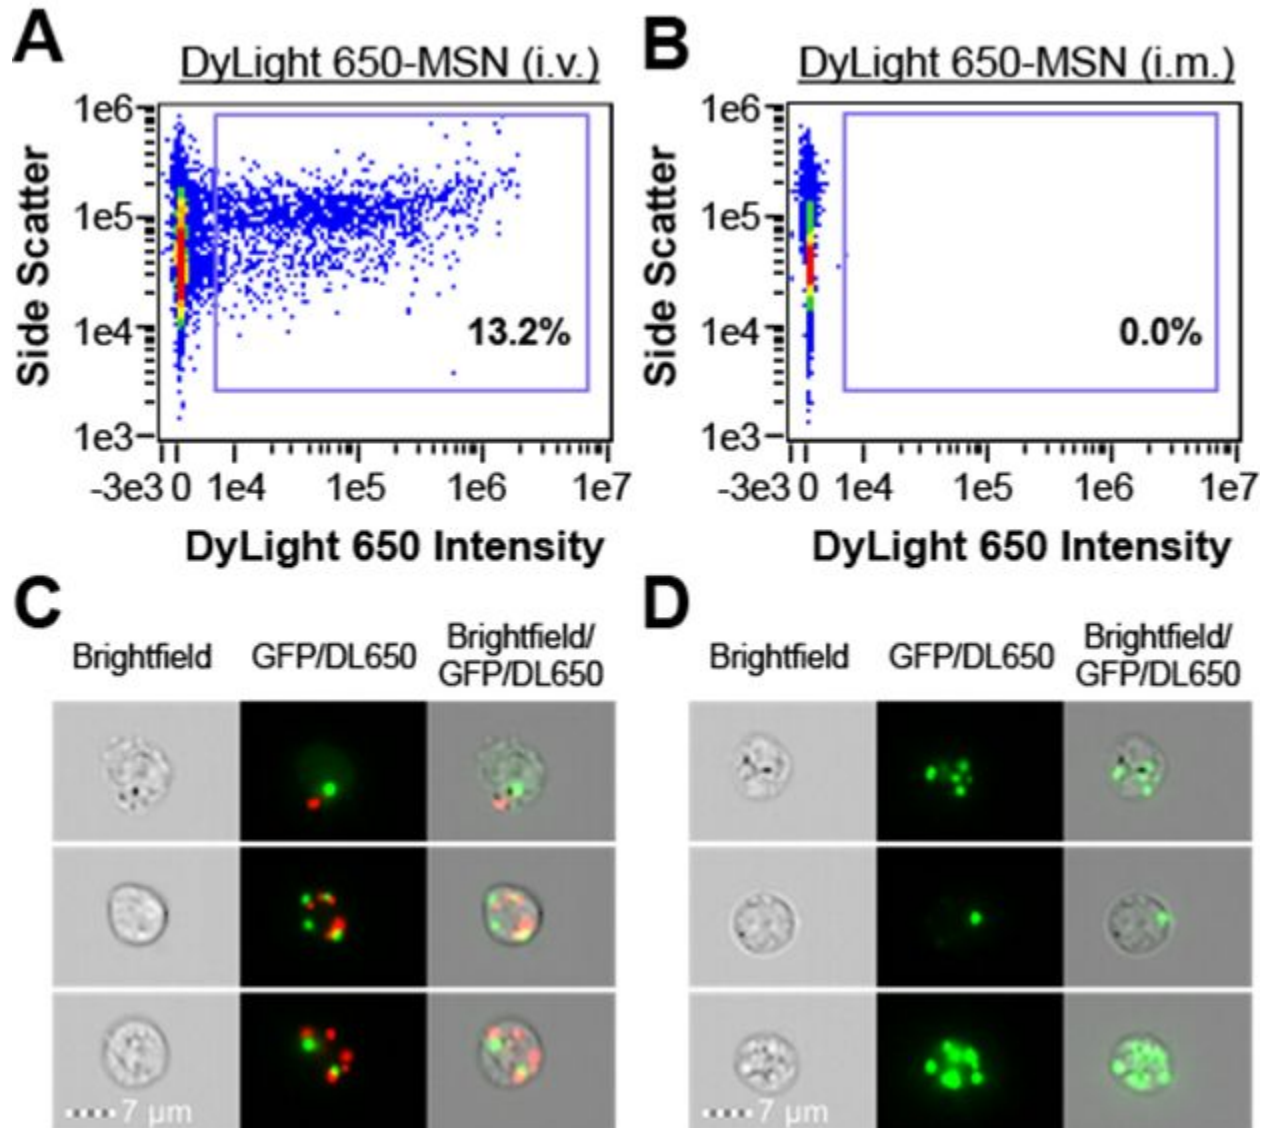 A
DyLight 650-MSN (i.v.)
1e6
1e5
1e4
1e3
Side Scatter
13.2%
-3e3 0 1e4 1e5 1e6 1e7
DyLight 650 Intensity
B
DyLight 650-MSN (i.m.)
1e6
1e5
1e4
1e3
Side Scatter
0.0%
-3e3 0 1e4 1e5 1e6 1e7
DyLight 650 Intensity
C
Brightfield
GFP/DL650
Brightfield/
GFP/DL650
7 µm
D
Brightfield
GFP/DL650
Brightfield/
GFP/DL650
7 µm